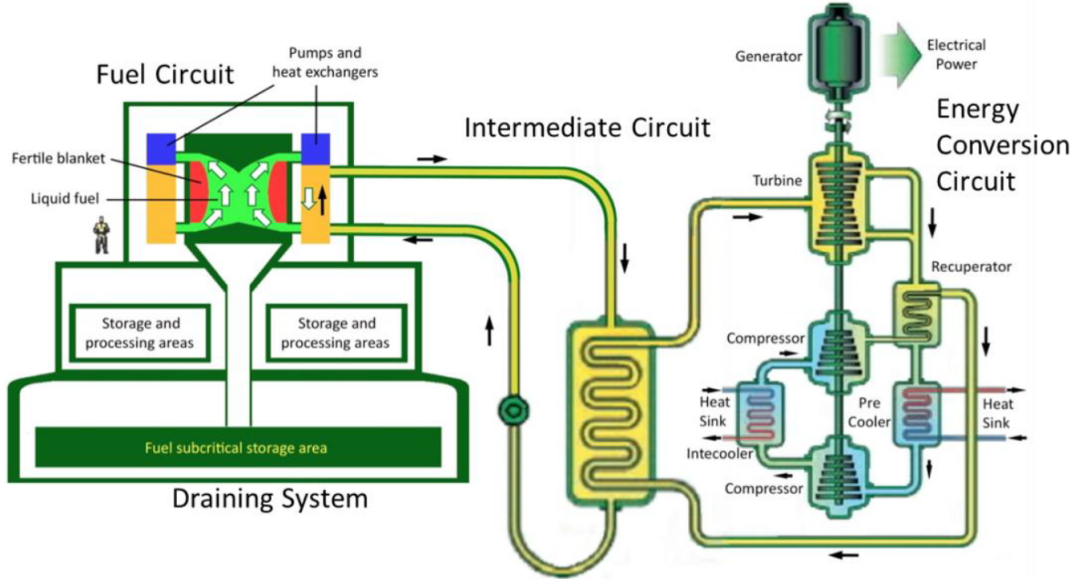 Fuel Circuit
Pumps and
heat exchangers
Fertile blanket
Liquid fuel
Storage and
processing areas
Storage and
processing areas
Fuel subcritical storage area
Draining System
Intermediate Circuit
Generator
Electrical
Power
Energy
Conversion
Circuit
Turbine
Recuperator
Compressor
Heat
Sink
Intecooler
Pre
Cooler
Heat
Sink
Compressor